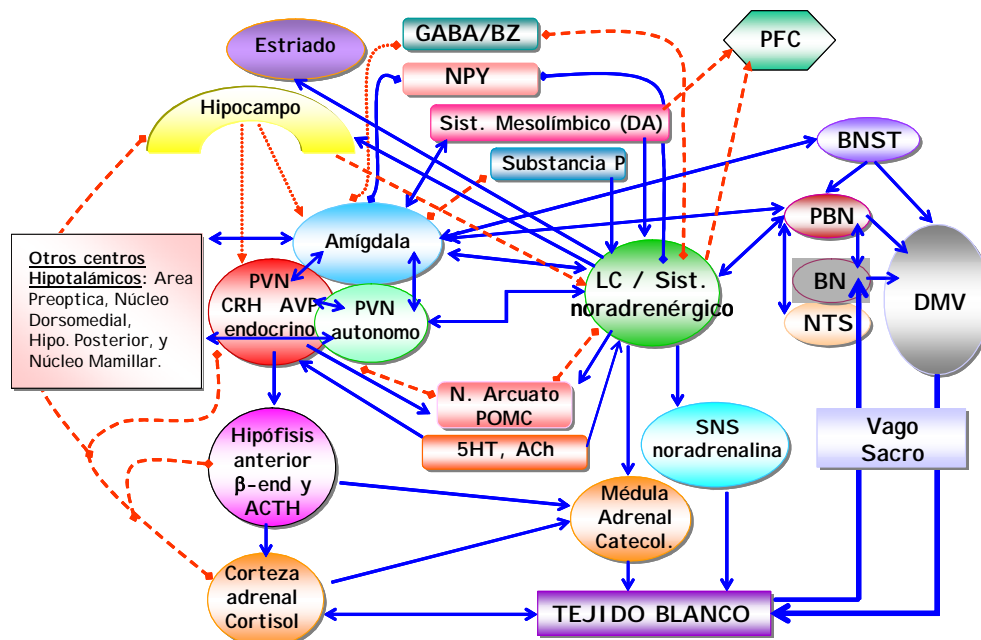 GABA/BZ
Estriado
PFC
NPY
Hipocampo
Sist. Mesolímbico (DA)
BNST
Substancia P
PBN
Amígdala
Otros centros
Hipotalámicos: Area
Preoptica, Núcleo
Dorsomedial,
Hipo. Posterior, y
Núcleo Mamillar.
PVN
CRH AVP
endocrino
PVN
autonomo
LC / Sist.
noradrenérgico
BN
NTS
DMV
N. Arcuato
POMC
5HT, ACh
Hipófisis
anterior
β-end y
ACTH
SNS
noradrenalina
Vago
Sacro
Médula
Adrenal
Catecol.
Corteza
adrenal
Cortisol
TEJIDO BLANCO